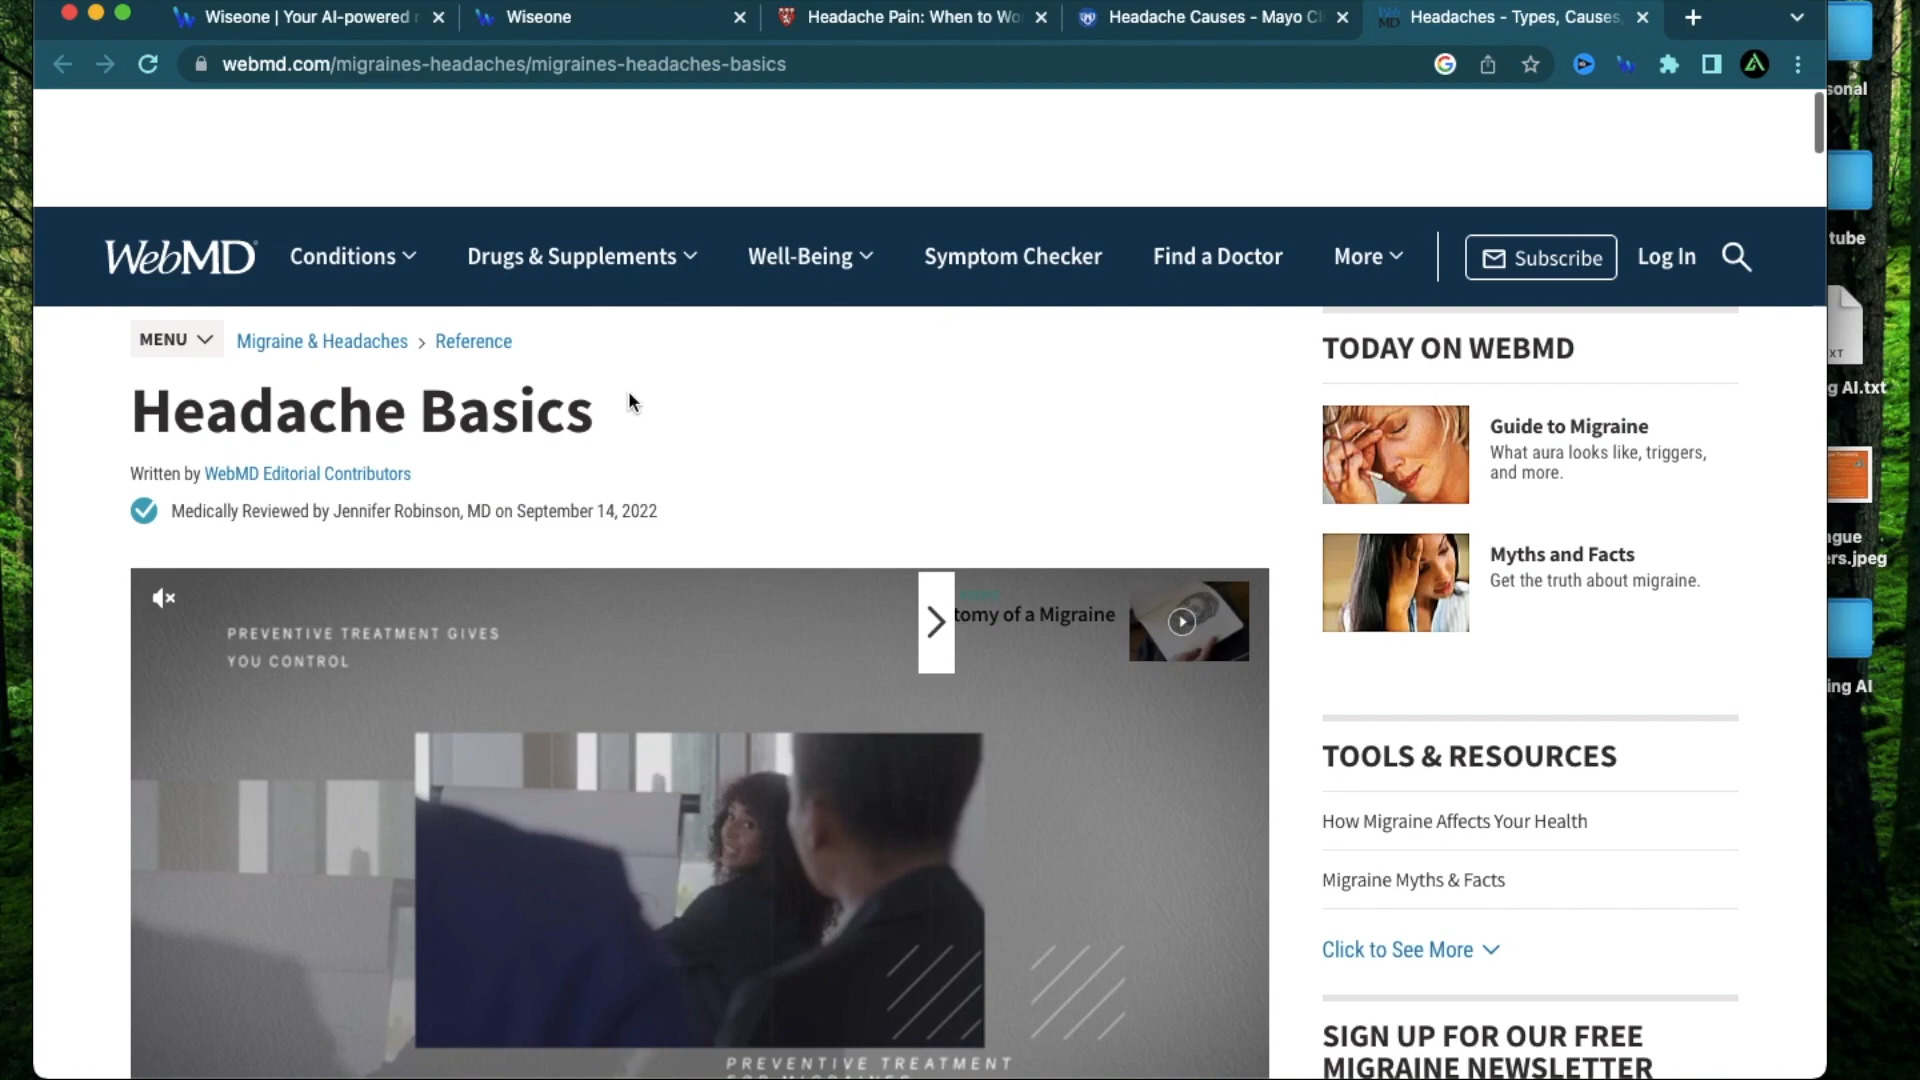 Wiseone | Your AI-powered
Wiseone
Headache Pain: When to Wo
Headache Causes - Mayo Cl
Headaches - Types, Causes,
webmd.com/migraines-headaches/migraines-headaches-basics
WebMD
Conditions
Drugs & Supplements
Well-Being
Symptom Checker
Find a Doctor
More
Subscribe
Log In
MENU
Migraine & Headaches > Reference
Headache Basics
Written by WebMD Editorial Contributors
Medically Reviewed by Jennifer Robinson, MD on September 14, 2022
PREVENTIVE TREATMENT GIVES
YOU CONTROL
tomy of a Migraine
PREVENTIVE TREATMENT
TODAY ON WEBMD
Guide to Migraine
What aura looks like, triggers,
and more.
Myths and Facts
Get the truth about migraine.
TOOLS & RESOURCES
How Migraine Affects Your Health
Migraine Myths & Facts
Click to See More
SIGN UP FOR OUR FREE
MIGRAINE NEWSLETTER
sonal
tube
XT
g AI.txt
gue
ers.jpeg
ing AI